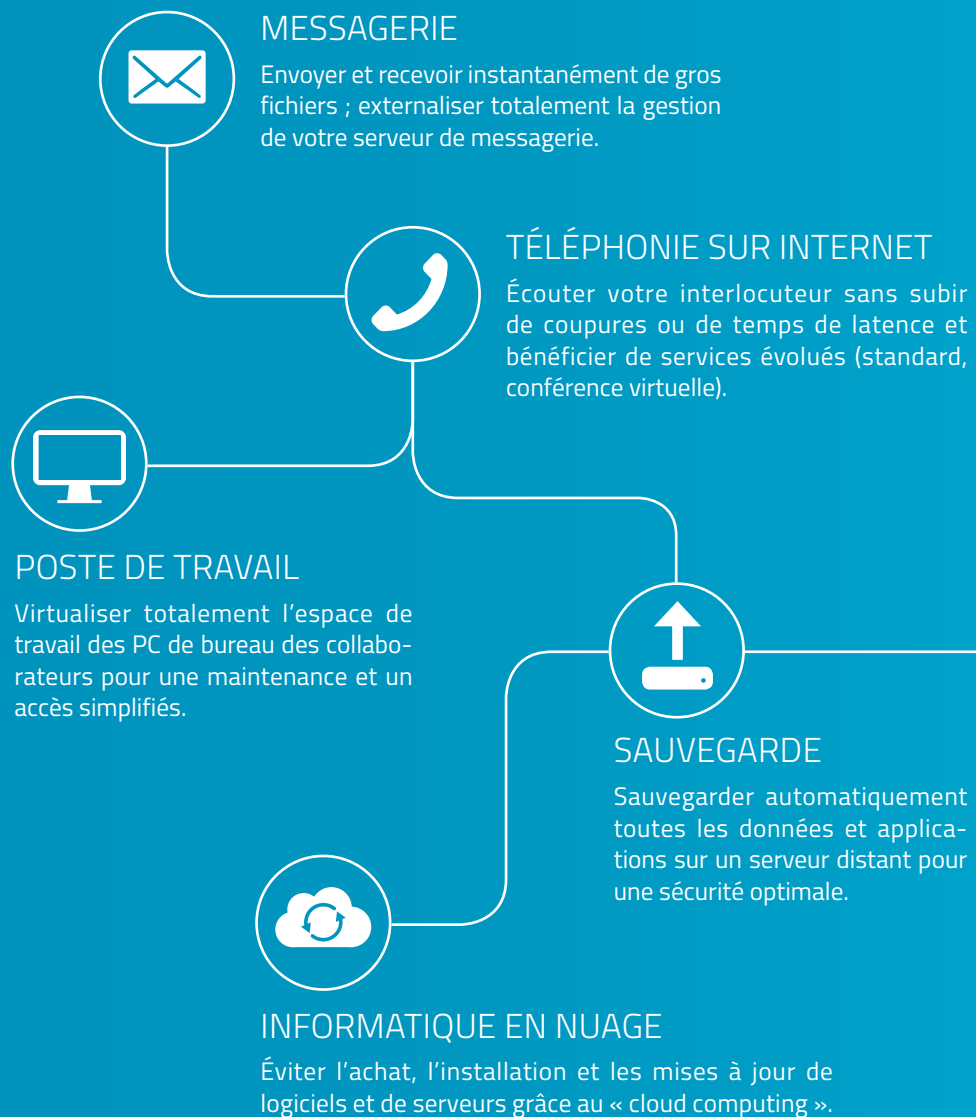 MESSAGERIE
Envoyer et recevoir instantanément de gros
fichiers ; externaliser totalement la gestion
de votre serveur de messagerie.
TÉLÉPHONIE SUR INTERNET
Écouter votre interlocuteur sans subir
de coupures ou de temps de latence et
bénéficier de services évolués (standard,
conférence virtuelle).
POSTE DE TRAVAIL
Virtualiser totalement l’espace de
travail des PC de bureau des collabo-
rateurs pour une maintenance et un
accès simplifiés.
SAUVEGARDE
Sauvegarder automatiquement
toutes les données et applica-
tions sur un serveur distant pour
une sécurité optimale.
INFORMATIQUE EN NUAGE
Éviter l’achat, l’installation et les mises à jour de
logiciels et de serveurs grâce au « cloud computing ».